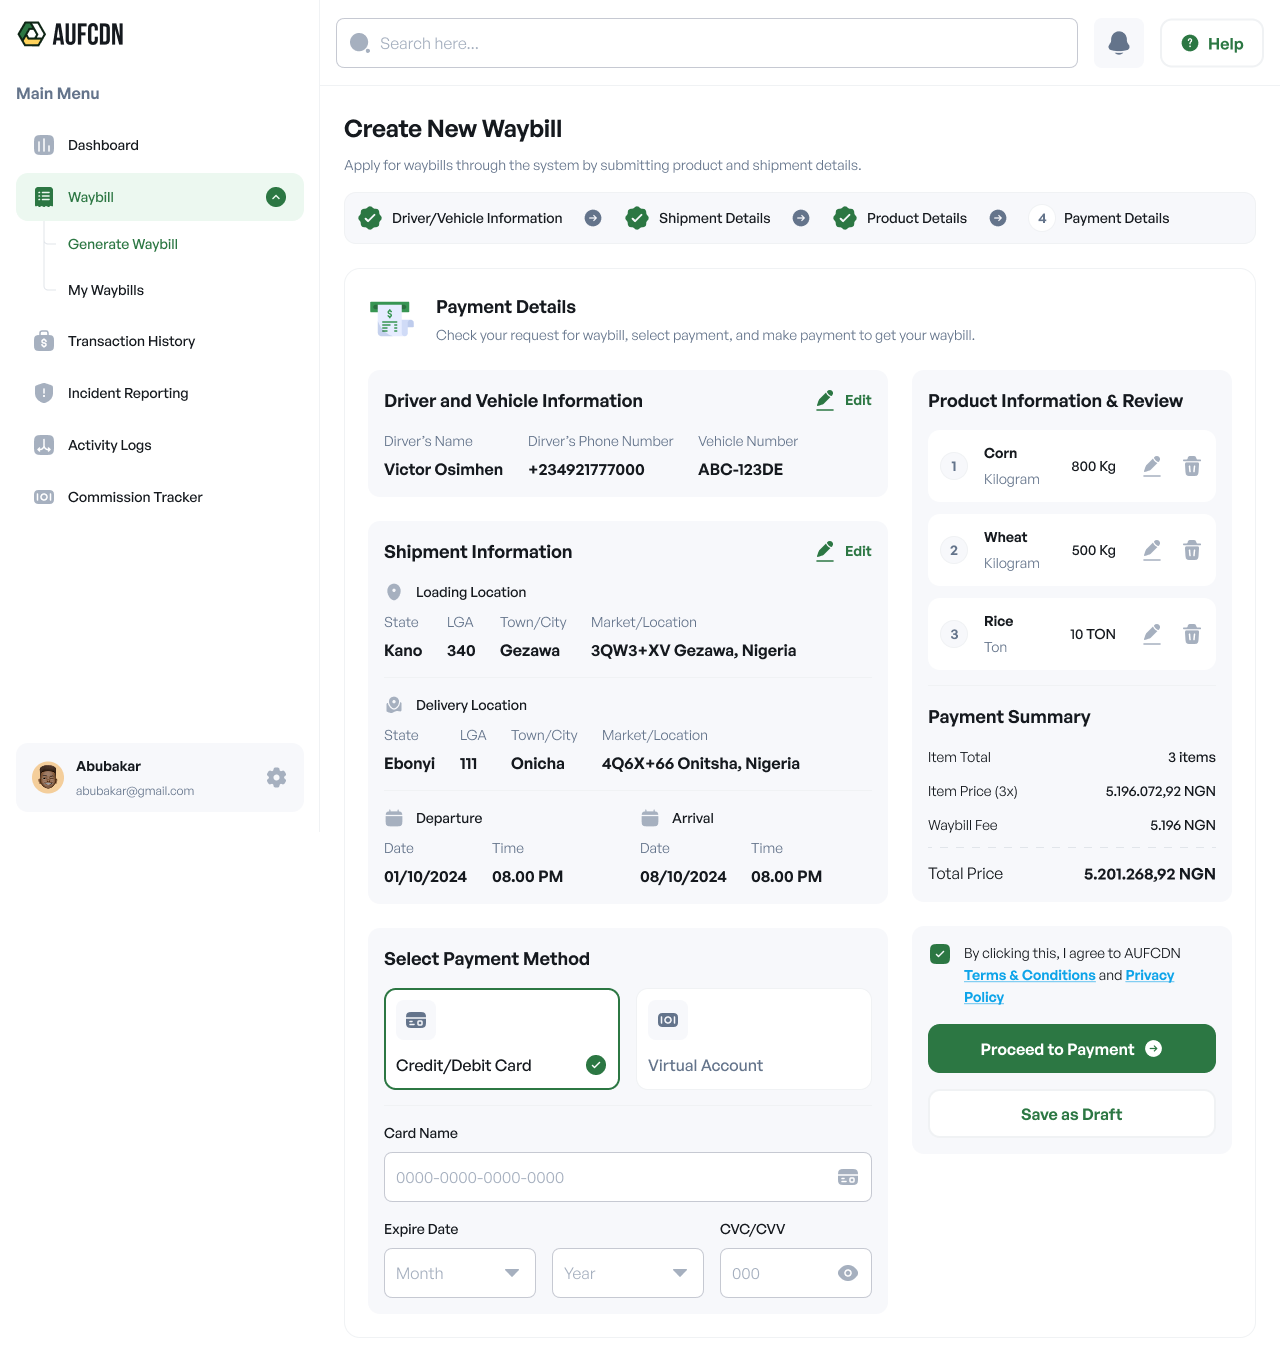 AUFCDN
Main Menu
Dashboard
Waybill
Generate Waybill
My Waybills
Transaction History
Incident Reporting
Activity Logs
Commission Tracker
Abubakar
abubakar@gmail.com
Search here...
Help
Create New Waybill
Apply for waybills through the system by submitting product and shipment details.
Driver/Vehicle Information
Shipment Details
Product Details
4 Payment Details
Payment Details
Check your request for waybill, select payment, and make payment to get your waybill.
Driver and Vehicle Information Edit
Dirver's Name Dirver's Phone Number Vehicle Number
Victor Osimhen +234921777000 ABC-123DE
Shipment Information Edit
Loading Location
State LGA Town/City Market/Location
Kano 340 Gezawa 3QW3+XV Gezawa, Nigeria
Delivery Location
State LGA Town/City Market/Location
Ebonyi 111 Onicha 4Q6X+66 Onitsha, Nigeria
Departure Arrival
Date Time Date Time
01/10/2024 08.00 PM 08/10/2024 08.00 PM
Select Payment Method
Credit/Debit Card Virtual Account
Card Name
0000-0000-0000-0000
Expire Date CVC/CVV
Month Year 000
Product Information & Review
1 Corn 800 Kg
Kilogram
2 Wheat 500 Kg
Kilogram
3 Rice 10 TON
Ton
Payment Summary
Item Total 3 items
Item Price (3x) 5.196.072,92 NGN
Waybill Fee 5.196 NGN
Total Price 5.201.268,92 NGN
By clicking this, I agree to AUFCDN
Terms & Conditions and Privacy
Policy
Proceed to Payment
Save as Draft